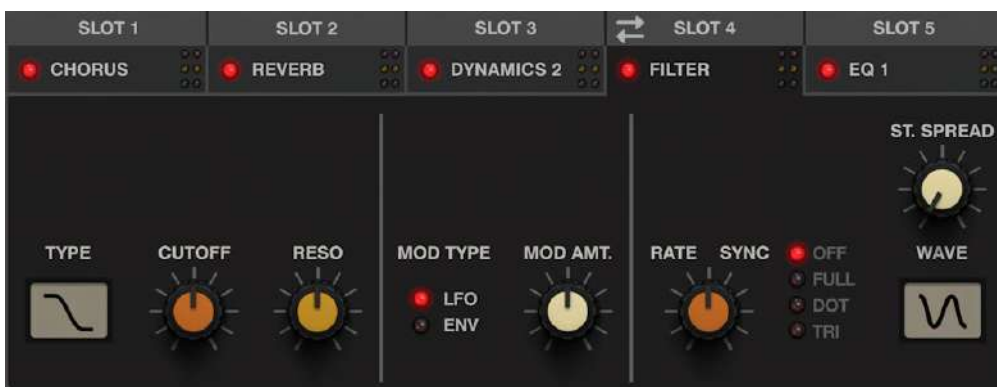 SLOT 1 SLOT 2 SLOT 3 SLOT 4 SLOT 5
CHORUS REVERB DYNAMICS 2 FILTER EQ 1
ST. SPREAD
TYPE CUTOFF RESO MOD TYPE MOD AMT. RATE SYNC OFF WAVE
FULL
LFO
DOT
ENV
TRI